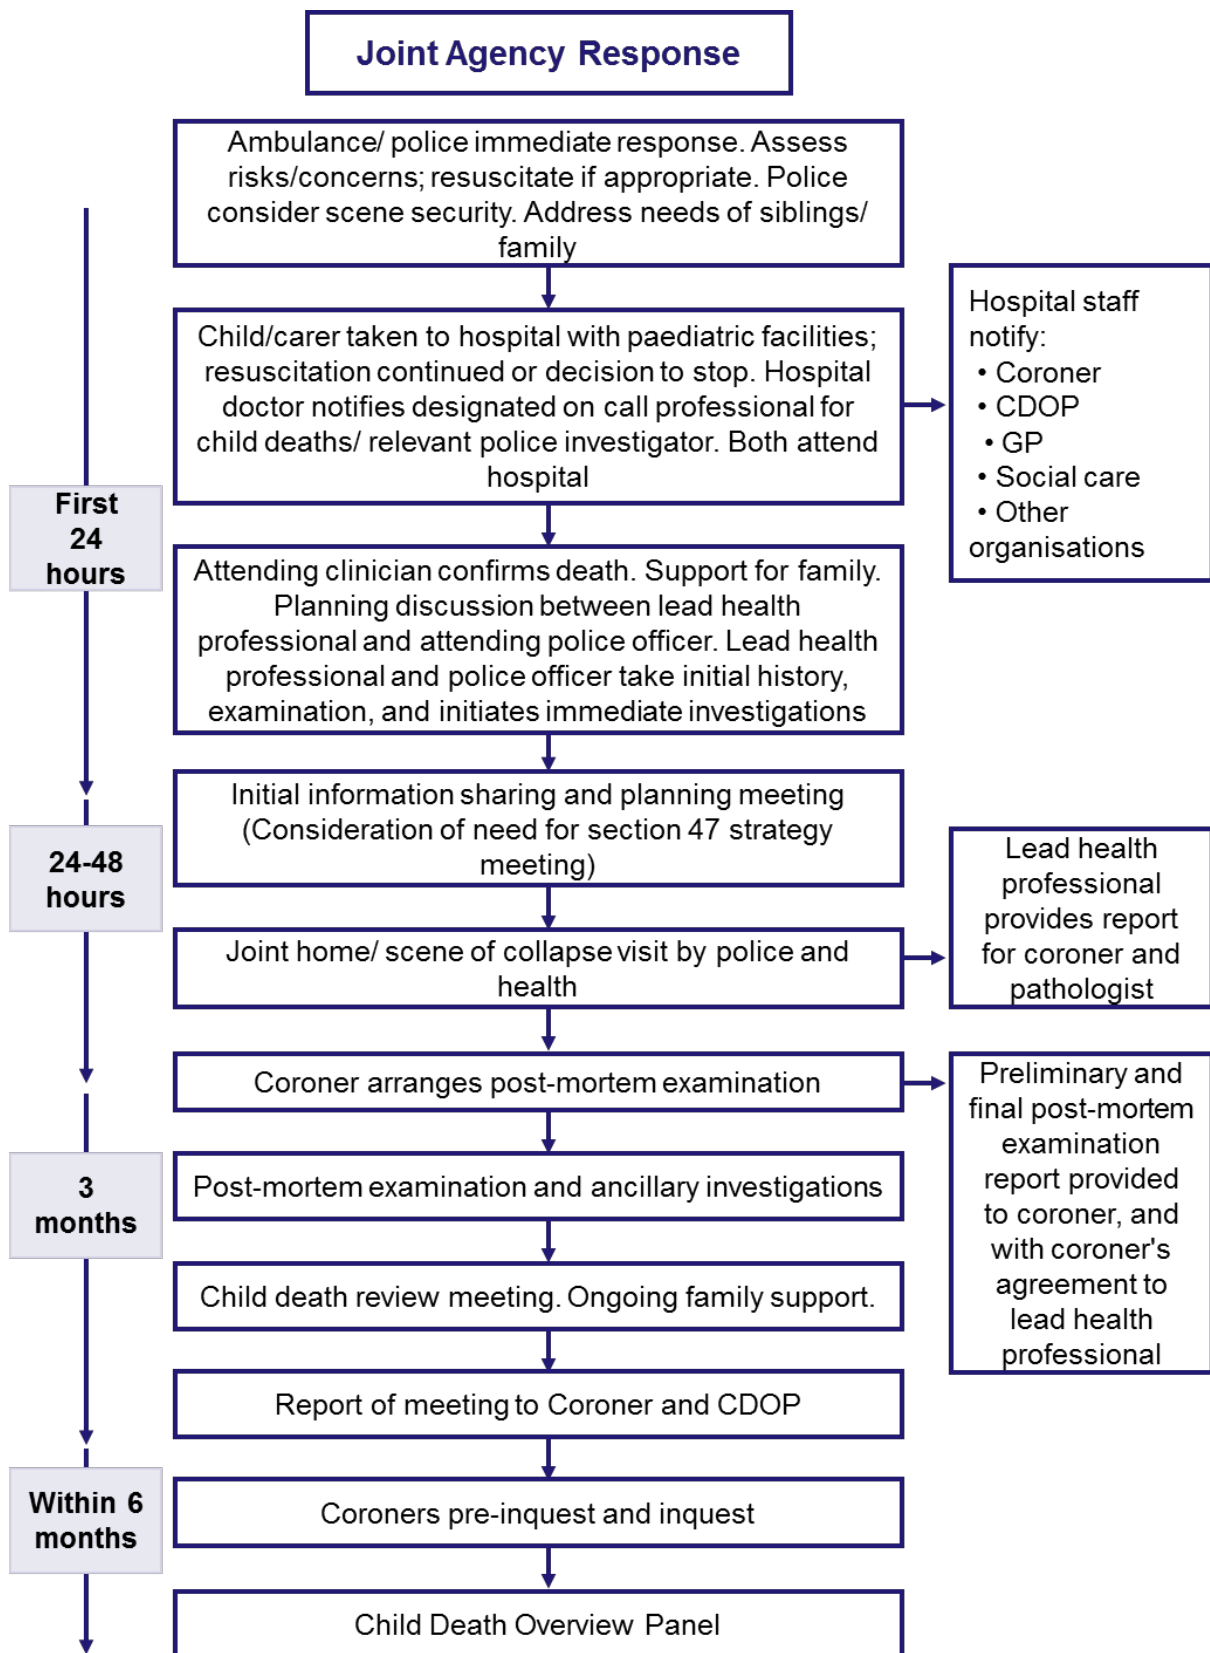 Joint Agency Response
Ambulance/ police immediate response. Assess
risks/concerns; resuscitate if appropriate. Police
consider scene security. Address needs of siblings/
family
Child/carer taken to hospital with paediatric facilities;
resuscitation continued or decision to stop. Hospital
doctor notifies designated on call professional for
child deaths/ relevant police investigator. Both attend
hospital
Hospital staff
notify:
• Coroner
• CDOP
• GP
• Social care
• Other
organisations
First
24
hours
Attending clinician confirms death. Support for family.
Planning discussion between lead health
professional and attending police officer. Lead health
professional and police officer take initial history,
examination, and initiates immediate investigations
24-48
hours
Initial information sharing and planning meeting
(Consideration of need for section 47 strategy
meeting)
Joint home/ scene of collapse visit by police and
health
Lead health
professional
provides report
for coroner and
pathologist
Coroner arranges post-mortem examination
Preliminary and
final post-mortem
examination
report provided
to coroner, and
with coroner's
agreement to
lead health
professional
3
months
Post-mortem examination and ancillary investigations
Child death review meeting. Ongoing family support.
Report of meeting to Coroner and CDOP
Within 6
months
Coroners pre-inquest and inquest
Child Death Overview Panel